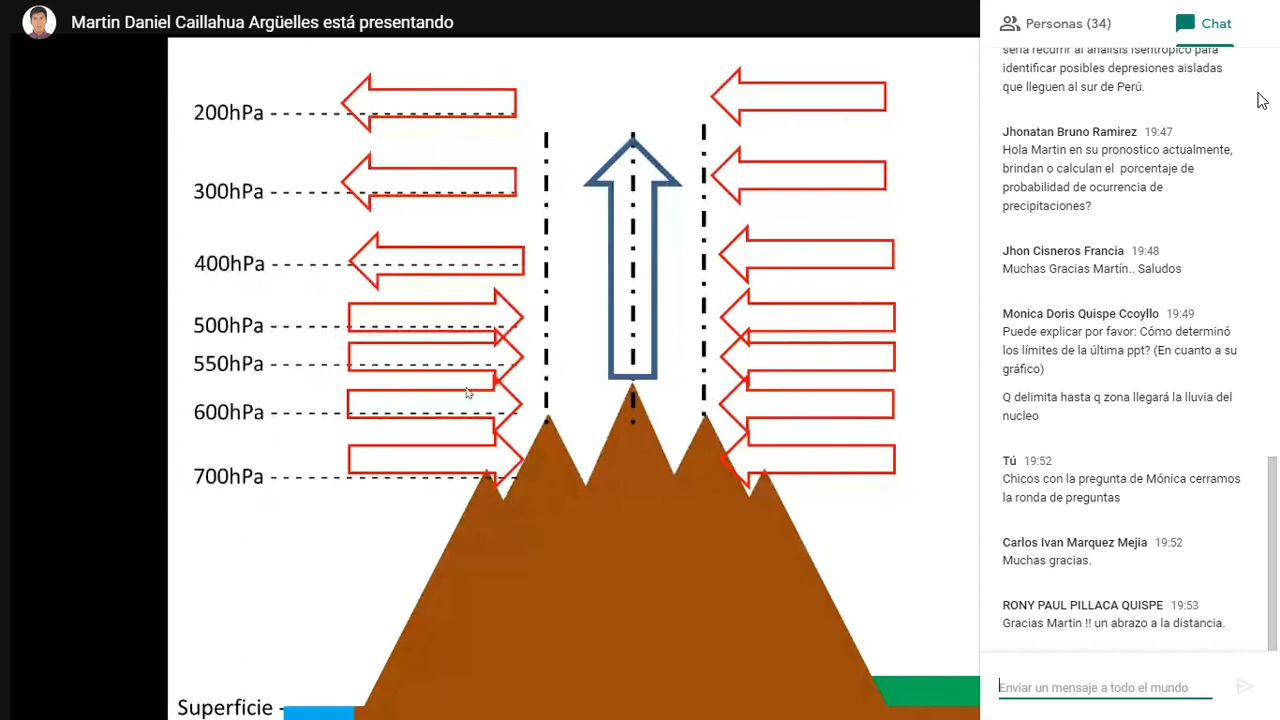 Martin Daniel Caillahua Argüelles está presentando
200hPa
300hPa
400hPa
500hPa
550hPa
600hPa
700hPa
Superficie
Personas (34)
Chat
sería recurrir al análisis isentrópico para
identificar posibles depresiones aisladas
que lleguen al sur de Perú.
Jhonatan Bruno Ramirez 19:47
Hola Martin en su pronostico actualmente,
brindan o calculan el porcentaje de
probabilidad de ocurrencia de
precipitaciones?
Jhon Cisneros Francia 19:48
Muchas Gracias Martín.. Saludos
Monica Doris Quispe Ccoyllo 19:49
Puede explicar por favor: Cómo determinó
los límites de la última ppt? (En cuanto a su
gráfico)
Q delimita hasta q zona llegará la lluvia del
nucleo
Tú 19:52
Chicos con la pregunta de Mónica cerramos
la ronda de preguntas
Carlos Ivan Marquez Mejia 19:52
Muchas gracias.
RONY PAUL PILLACA QUISPE 19:53
Gracias Martin !! un abrazo a la distancia.
Enviar un mensaje a todo el mundo